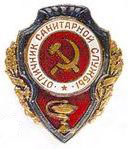 ОТЛИЧНИК САНИТАРНОЙ СЛУЖБЫ